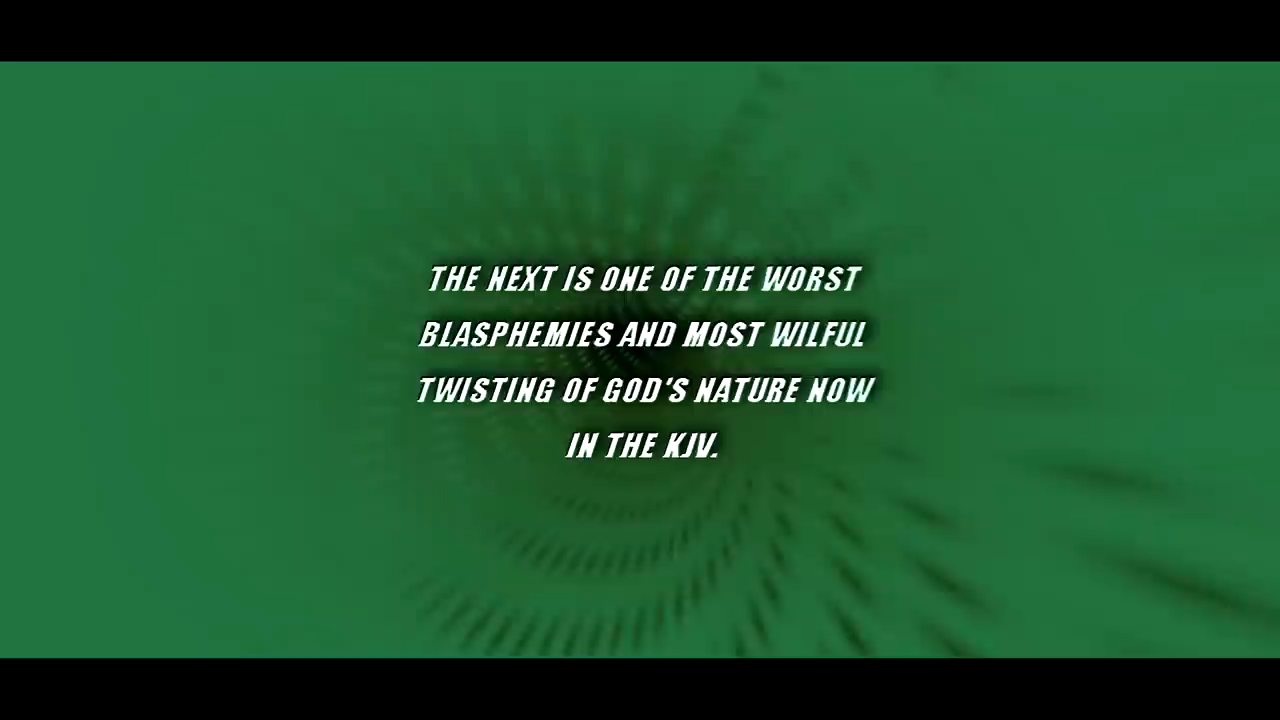 THE NEXT IS ONE OF THE WORST
BLASPHEMIES AND MOST WILFUL
TWISTING OF GOD'S NATURE NOW
IN THE KJV.